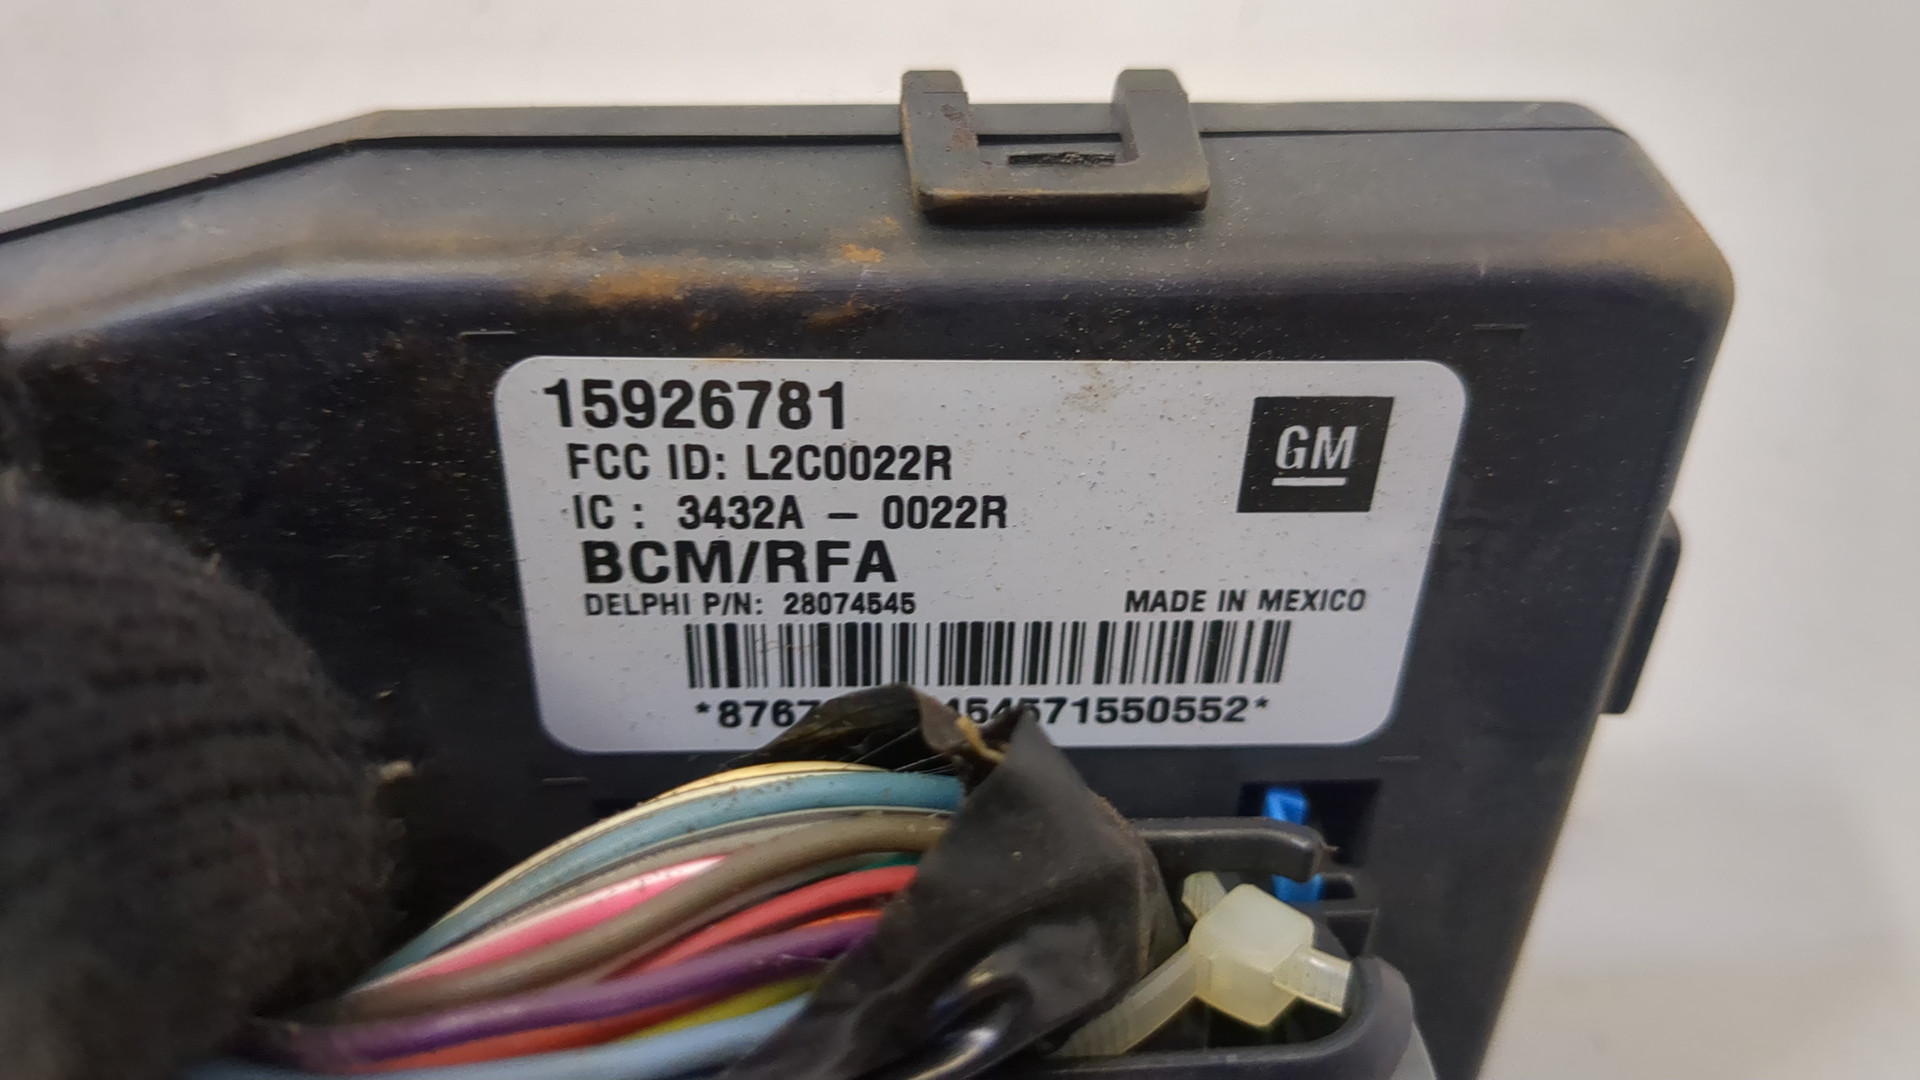 15926781
GM
FCC ID: L2C0022R
IC : 3432A – 0022R
BCM/RFA
DELPHI P/N: 28074545
MADE IN MEXICO